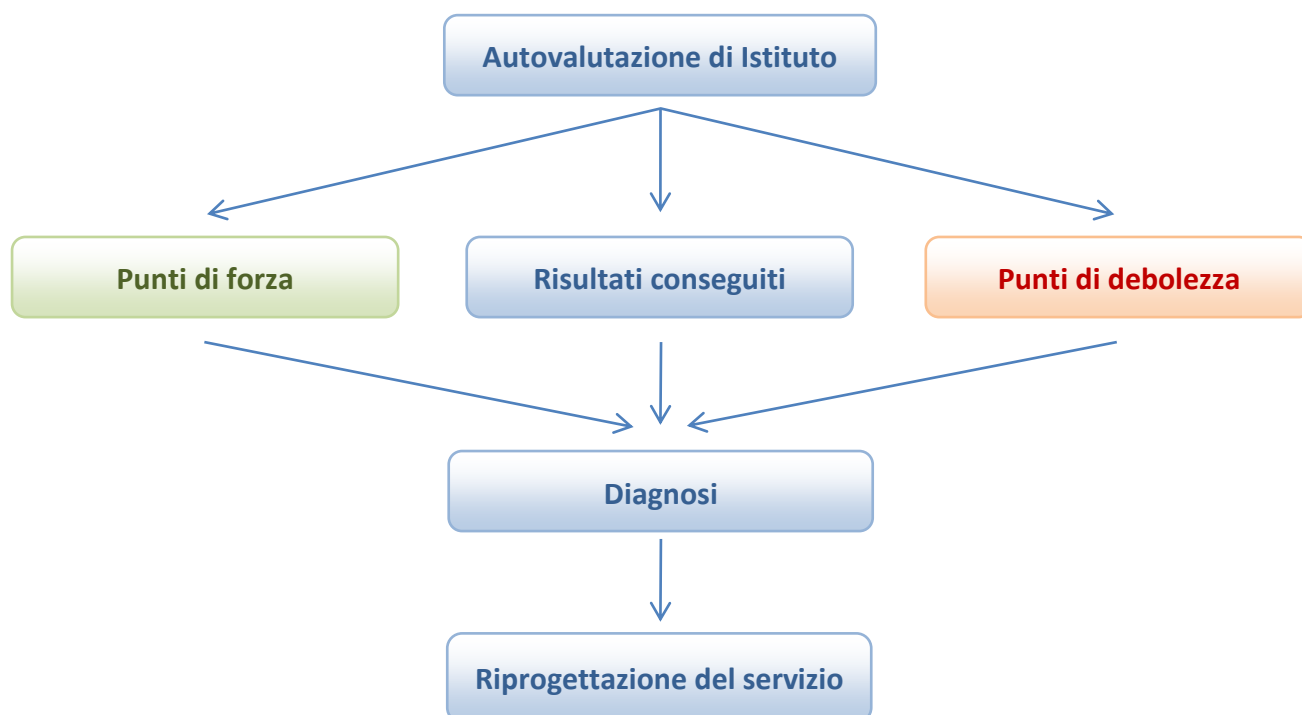 Autovalutazione di Istituto
Punti di forza
Risultati conseguiti
Punti di debolezza
Diagnosi
Riprogettazione del servizio